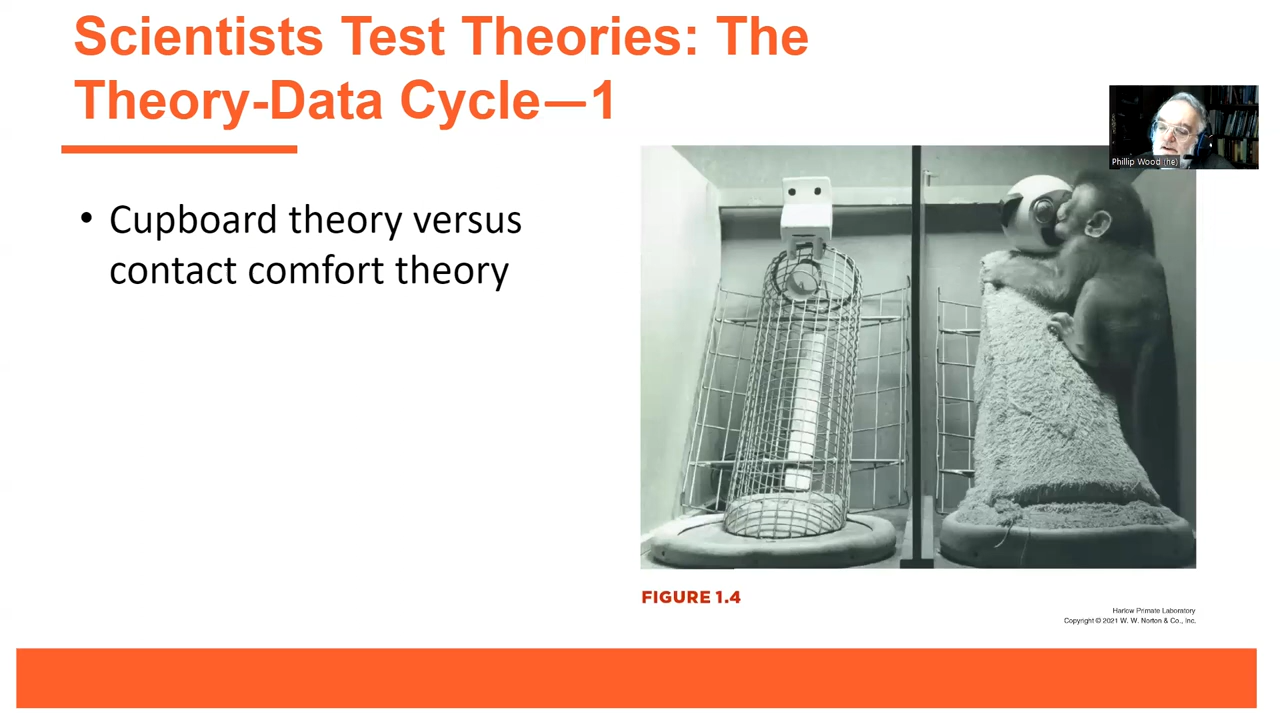 Scientists Test Theories: The
Theory-Data Cycle—1
Phillip Wood (he)
• Cupboard theory versus
contact comfort theory
FIGURE 1.4
Harlow Primate Laboratory
Copyright © 2021 W. W. Norton & Co., Inc.